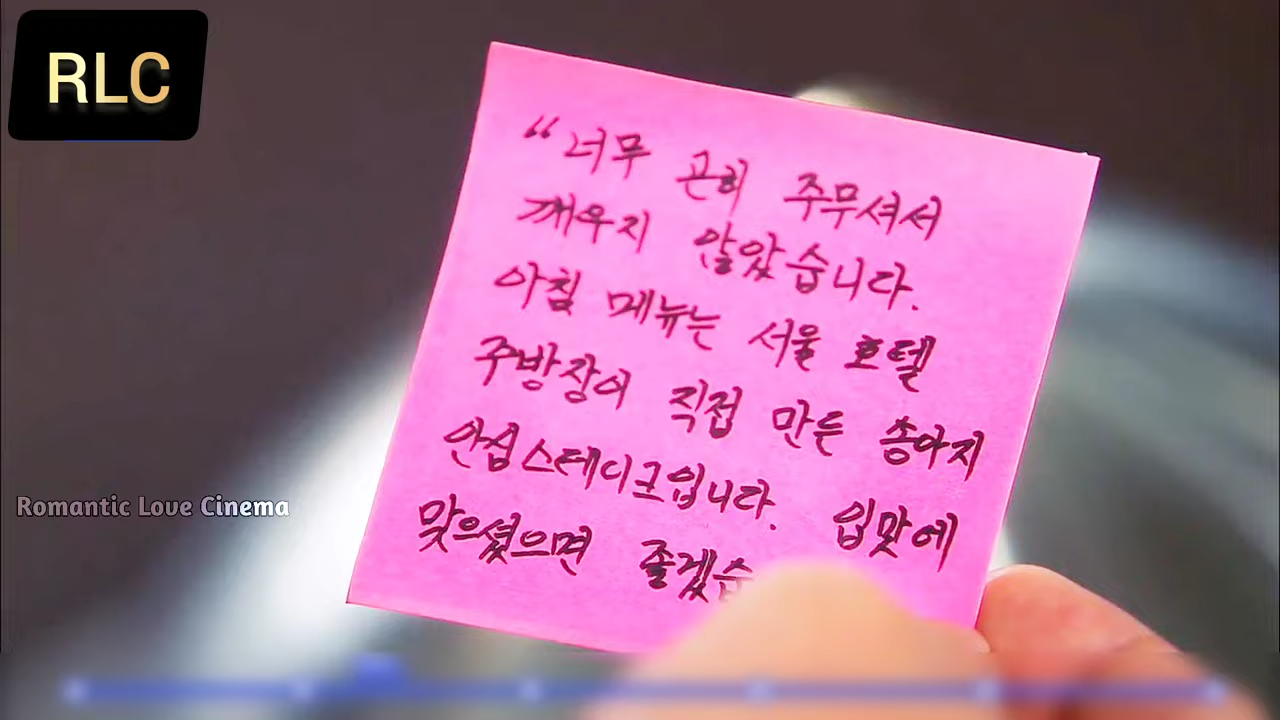 RLC
“너무 곤히 주무셔서
깨우지 않았습니다.
아침 메뉴는 서울 호텔
주방장이 직접 만든 송아지
안심스테이크입니다. 입맛에
맞으셨으면 좋겠습
Romantic Love Cinema